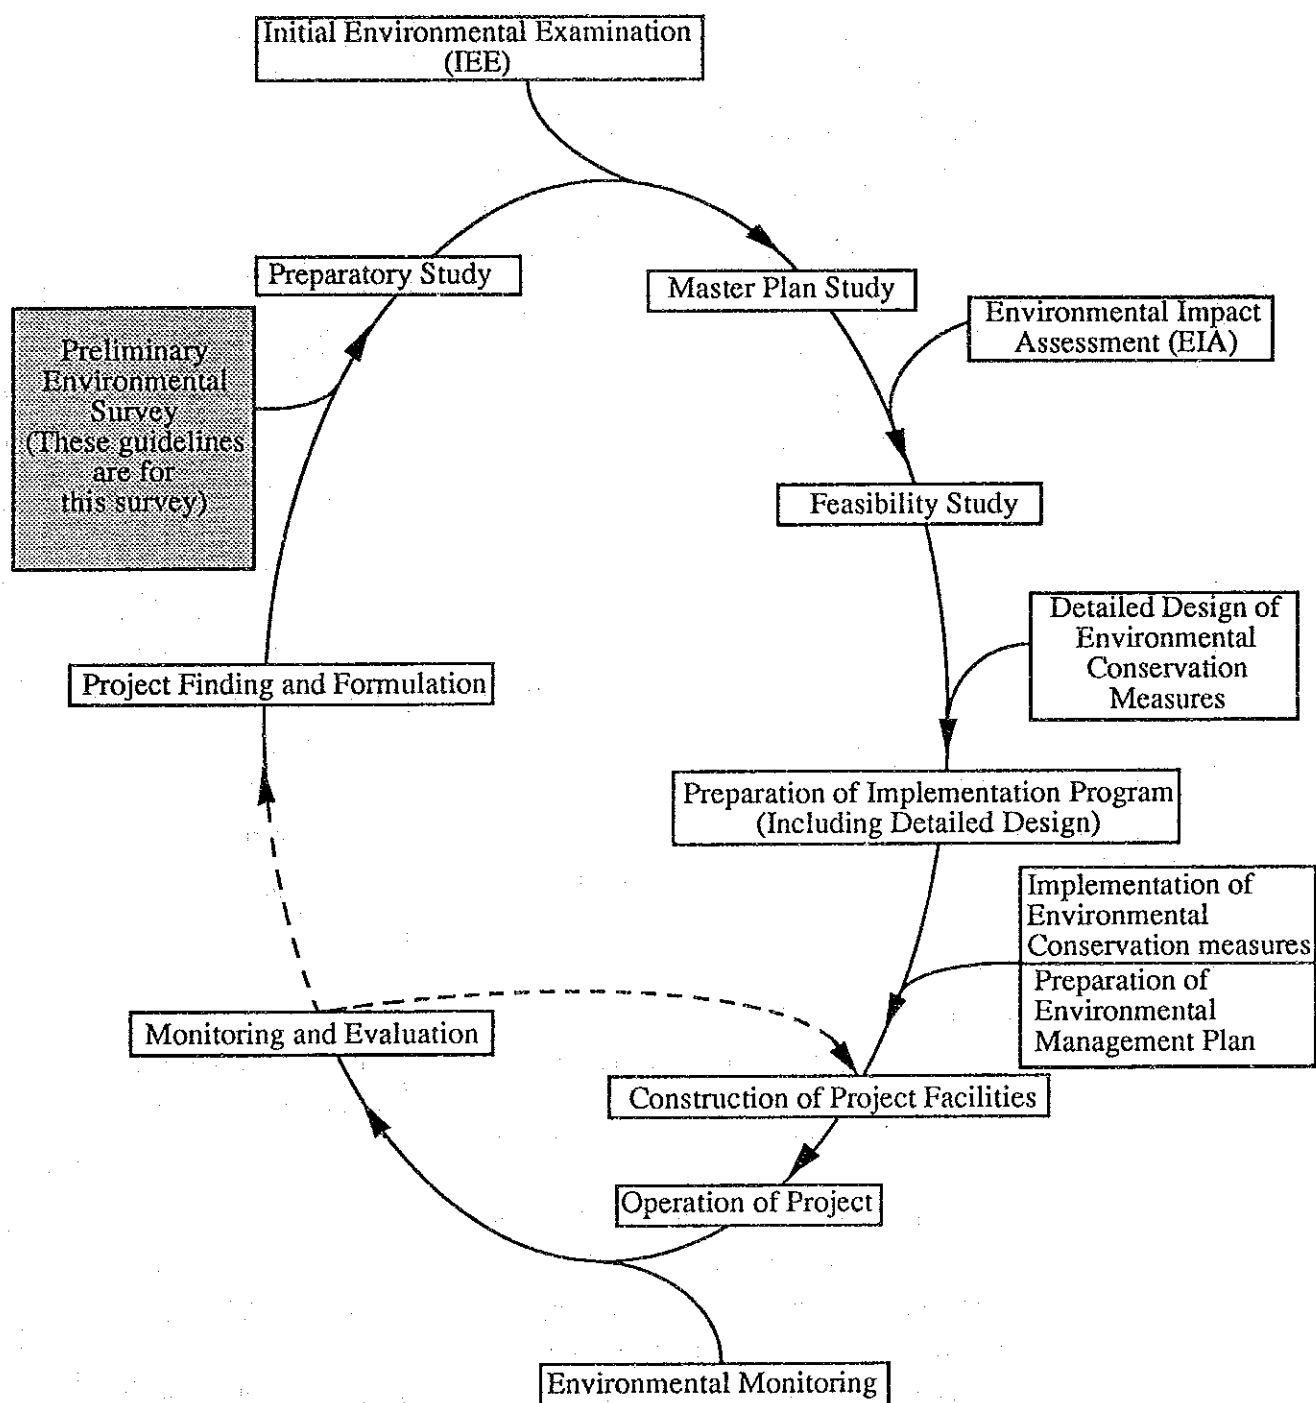 Initial Environmental Examination
(IEE)
Preparatory Study
Master Plan Study
Environmental Impact
Assessment (EIA)
Preliminary
Environmental
Survey
(These guidelines
are for
this survey)
Feasibility Study
Detailed Design of
Environmental
Conservation
Measures
Project Finding and Formulation
Preparation of Implementation Program
(Including Detailed Design)
Implementation of
Environmental
Conservation measures
Preparation of
Environmental
Management Plan
Monitoring and Evaluation
Construction of Project Facilities
Operation of Project
Environmental Monitoring